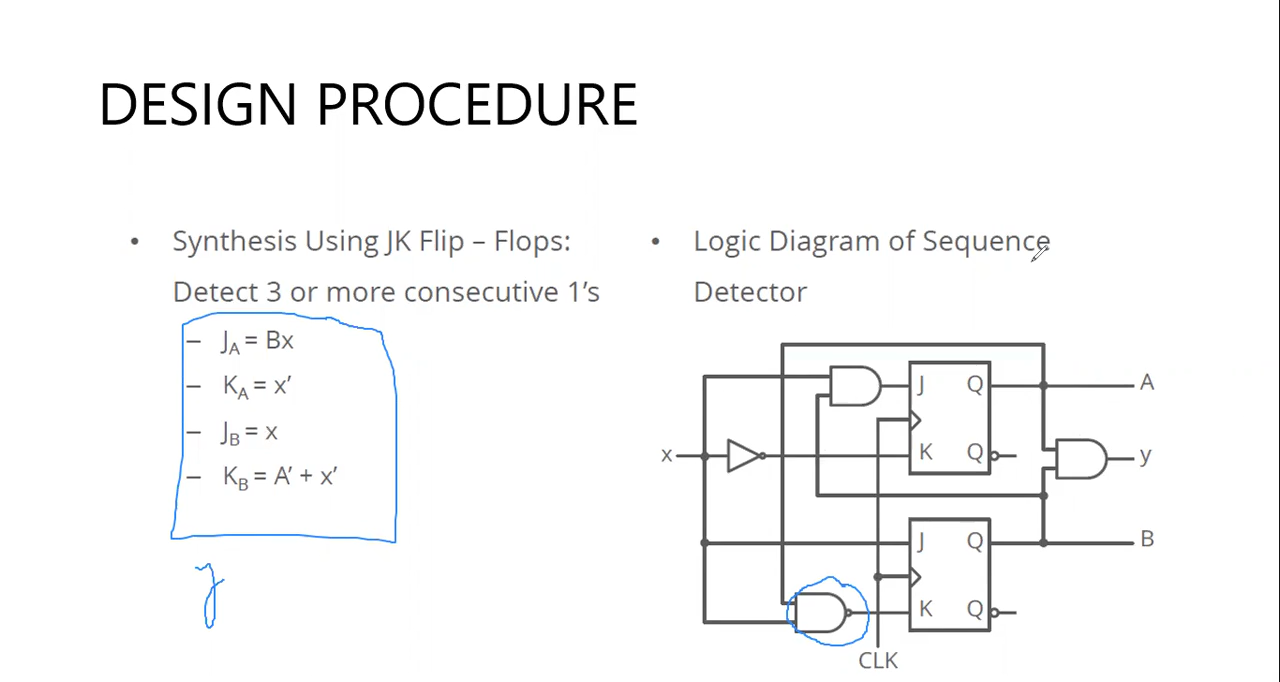 DESIGN PROCEDURE
• Synthesis Using JK Flip – Flops:
Detect 3 or more consecutive 1’s
– J_A = Bx
– K_A = x’
– J_B = x
– K_B = A’ + x’
y
• Logic Diagram of Sequence
Detector
J Q A
x K Q y
J Q B
K Q
CLK